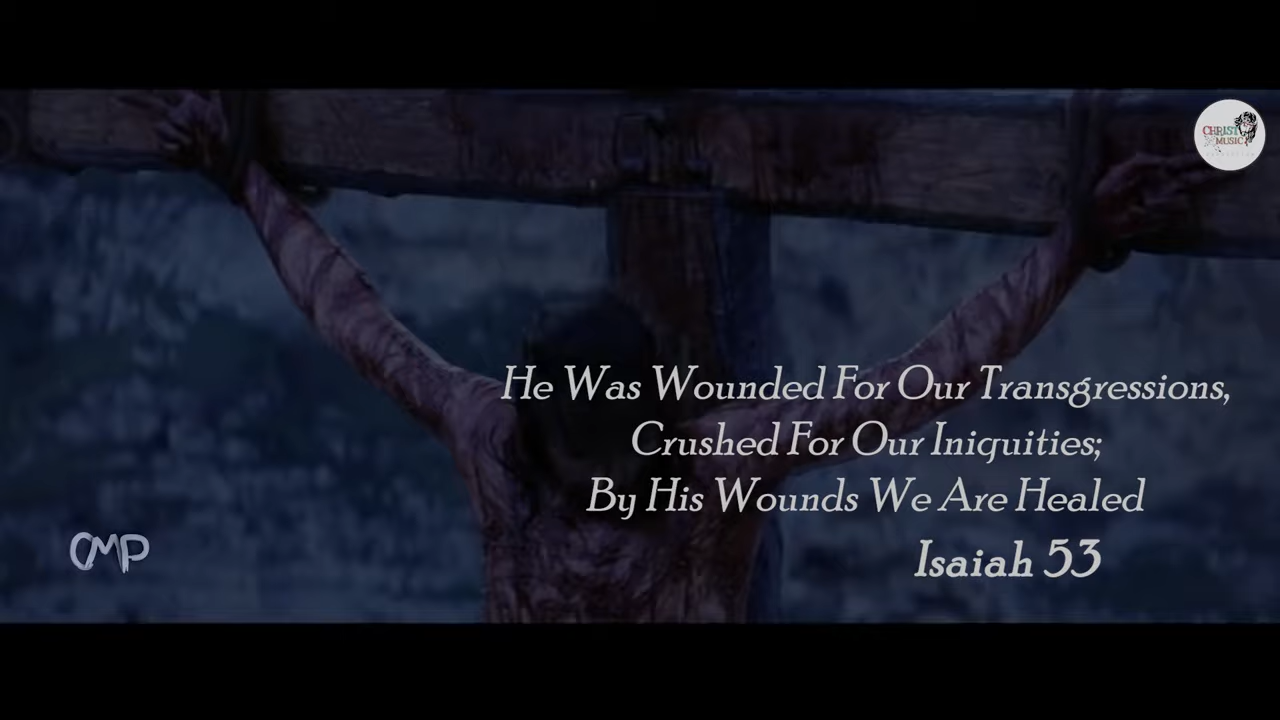 CHRIST
MUSIC
He Was Wounded For Our Transgressions,
Crushed For Our Iniquities;
By His Wounds We Are Healed
Isaiah 53
CMP